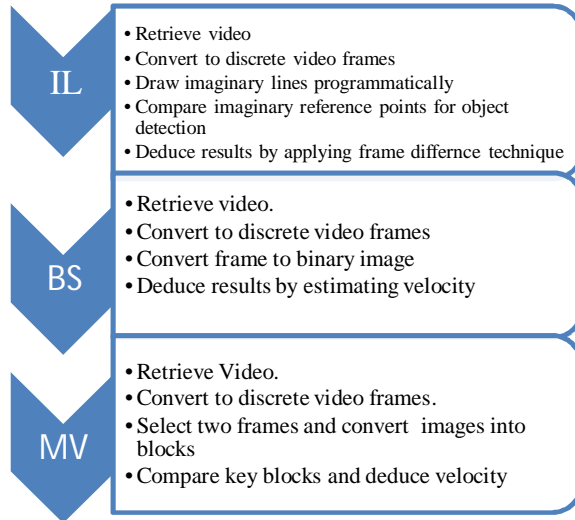 IL
• Retrieve video
• Convert to discrete video frames
• Draw imaginary lines programmatically
• Compare imaginary reference points for object
detection
• Deduce results by applying frame differnce technique
BS
• Retrieve video.
• Convert to discrete video frames
• Convert frame to binary image
• Deduce results by estimating velocity
MV
• Retrieve Video.
• Convert to discrete video frames.
• Select two frames and convert images into
blocks
• Compare key blocks and deduce velocity